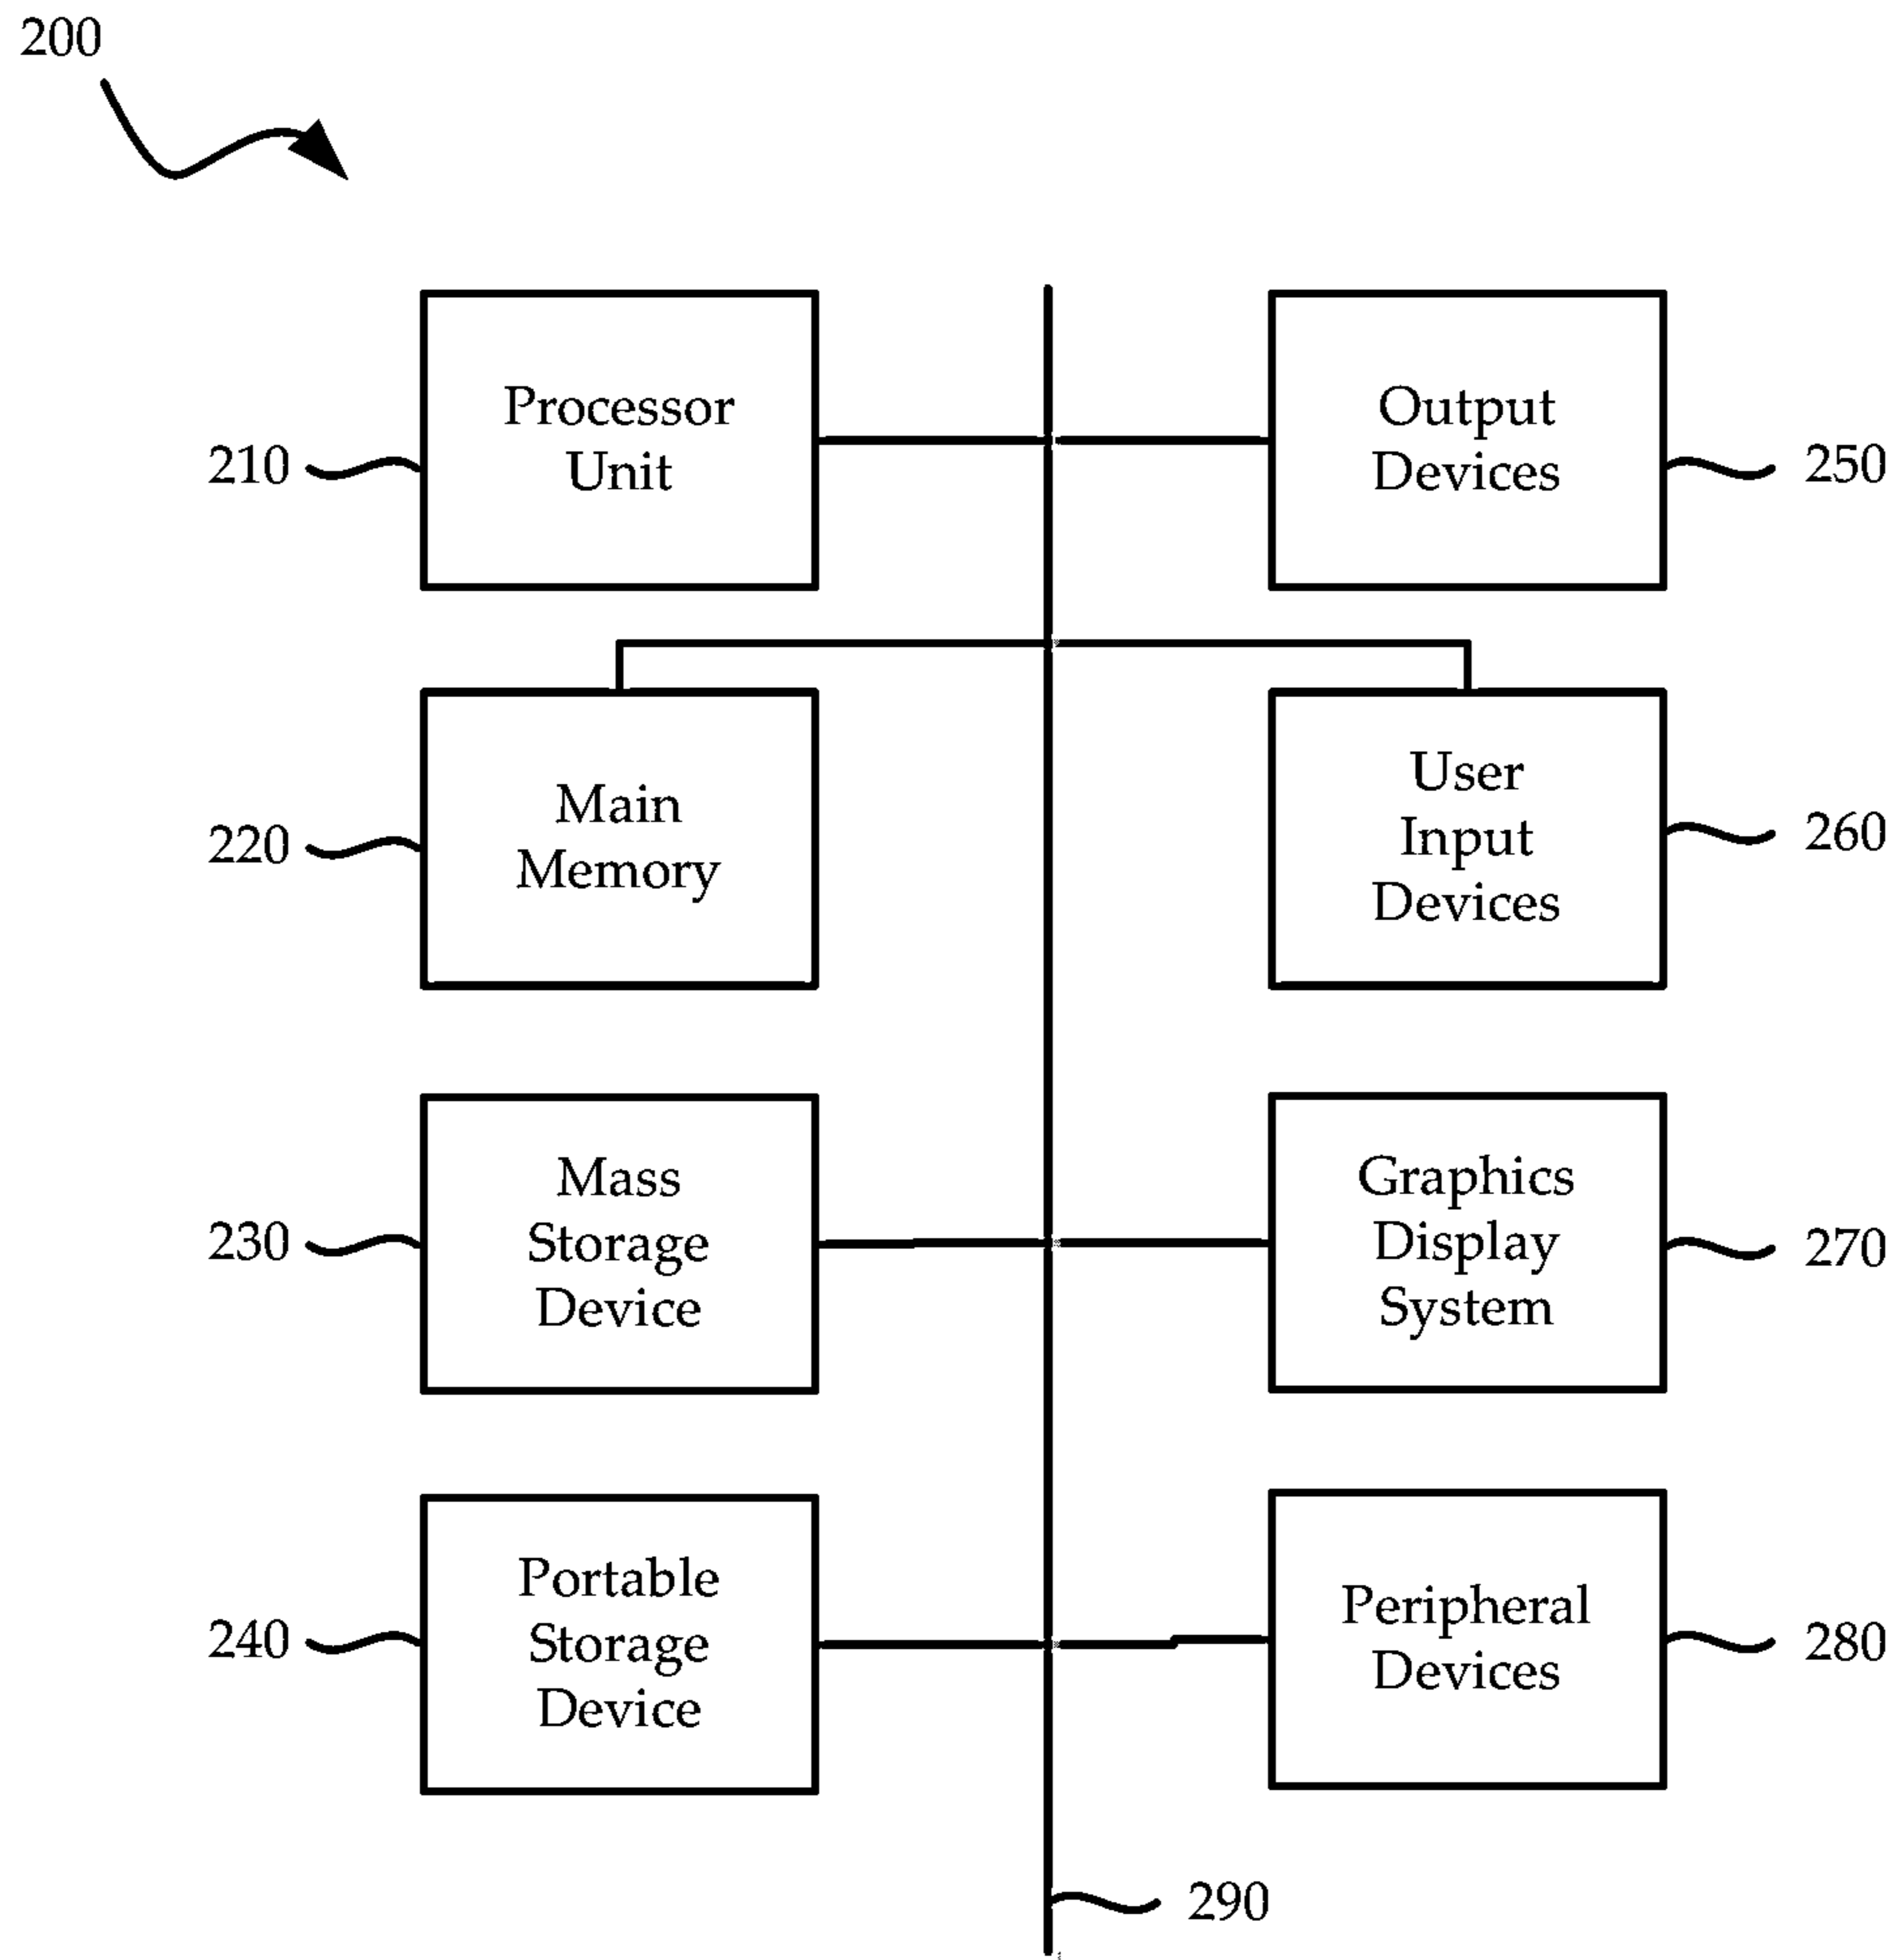 200
Processor
Unit
210
Output
Devices
250
Main
Memory
220
User
Input
Devices
260
Mass
Storage
Device
230
Graphics
Display
System
270
Portable
Storage
Device
240
Peripheral
Devices
280
290